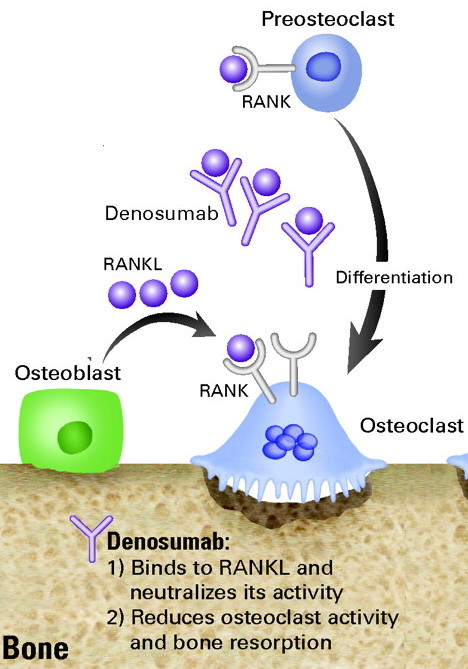 Preosteoclast
RANK
Denosumab
RANKL
Differentiation
Osteoblast
RANK
Osteoclast
Denosumab:
1) Binds to RANKL and
neutralizes its activity
2) Reduces osteoclast activity
and bone resorption
Bone